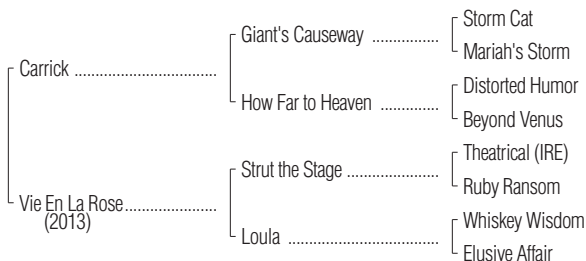 Storm Cat
Giant's Causeway ................
Mariah's Storm
Carrick ..................................
Distorted Humor
How Far to Heaven ..............
Beyond Venus
Theatrical (IRE)
Strut the Stage ......................
Ruby Ransom
Vie En La Rose ......................
(2013)
Whiskey Wisdom
Loula ....................................
Elusive Affair